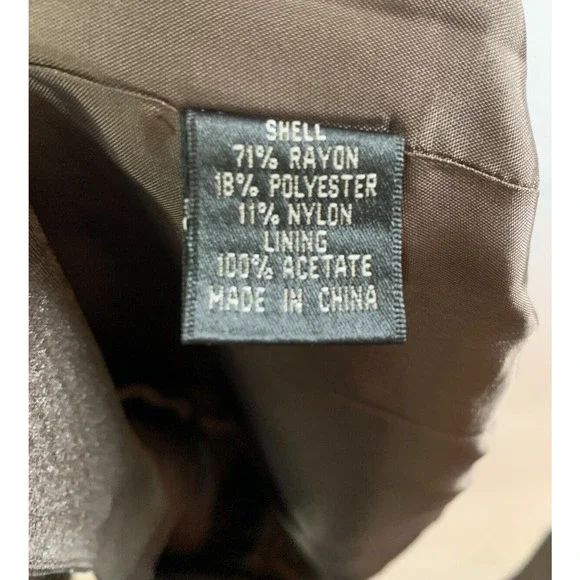 SHELL
71% RAYON
18% POLYESTER
11% NYLON
LINING
100% ACETATE
MADE IN CHINA